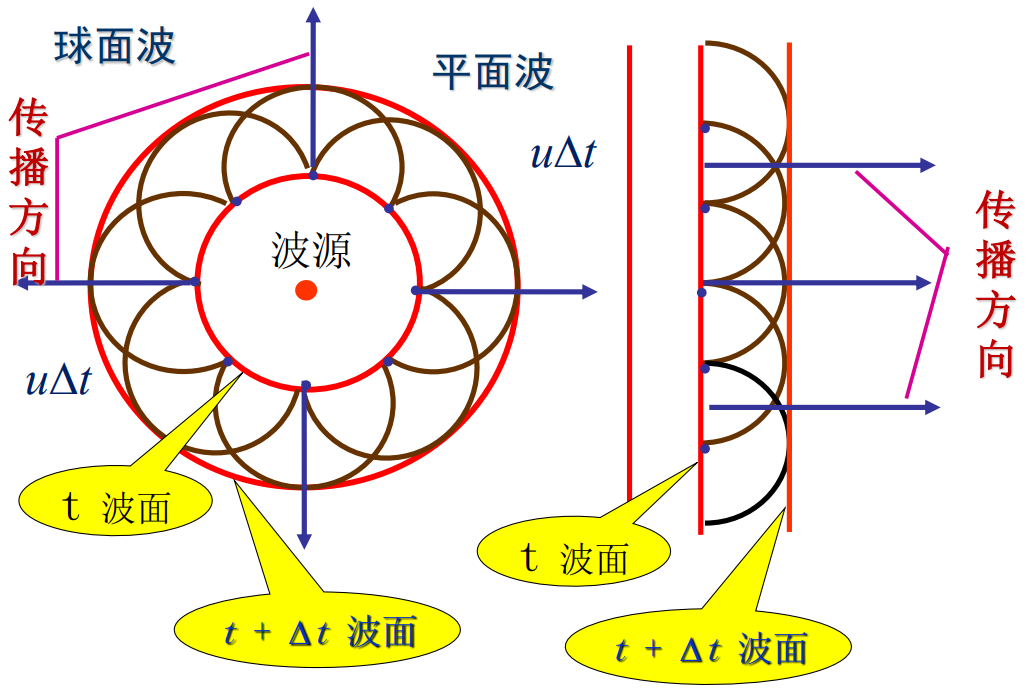 球面波
平面波
传播方向
uΔt
波源
传播方向
uΔt
t 波面
t 波面
t + Δt 波面
t + Δt 波面